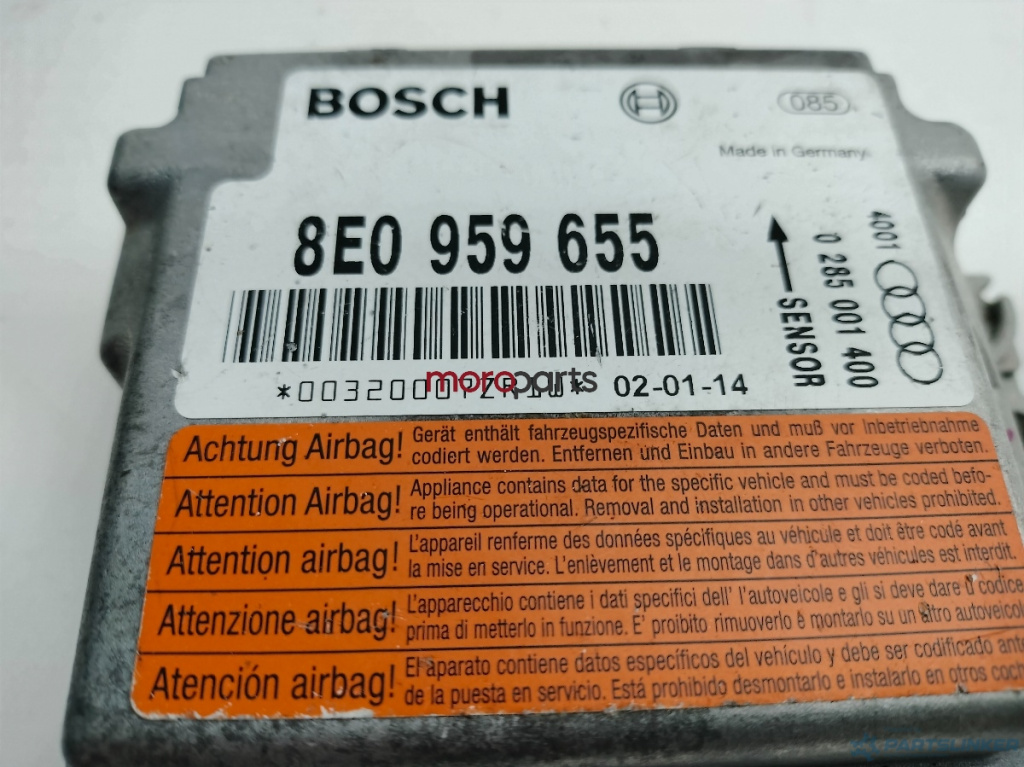 BOSCH
085
Made in Germany
8E0 959 655
4001
0 285 001 400
SENSOR
moroparts
02-01-14
Achtung Airbag! Gerät enthält fahrzeugspezifische Daten und muß vor Inbetriebnahme
codiert werden. Entfernen und Einbau in andere Fahrzeuge verboten.
Attention Airbag! Appliance contains data for the specific vehicle and must be coded befo-
re being operational. Removal and installation in other vehicles prohibited.
Attention airbag! L'appareil renferme des données spécifiques au véhicule et doit être codé avant
la mise en service. L'enlèvement et le montage dans d'autres véhicules est interdit.
Attenzione airbag! L'apparecchio contiene i dati specifici dell' l'autoveicole e gli si deve dare il codice
prima di metterlo in funzione. E' proibito rimuoverlo è montarlo su un altro autoveicolo
Atención airbag! El aparato contiene datos específicos del vehículo y debe ser codificado ante
de la puesta en servicio. Está prohibido desmontarlo e instalarlo en otros coch